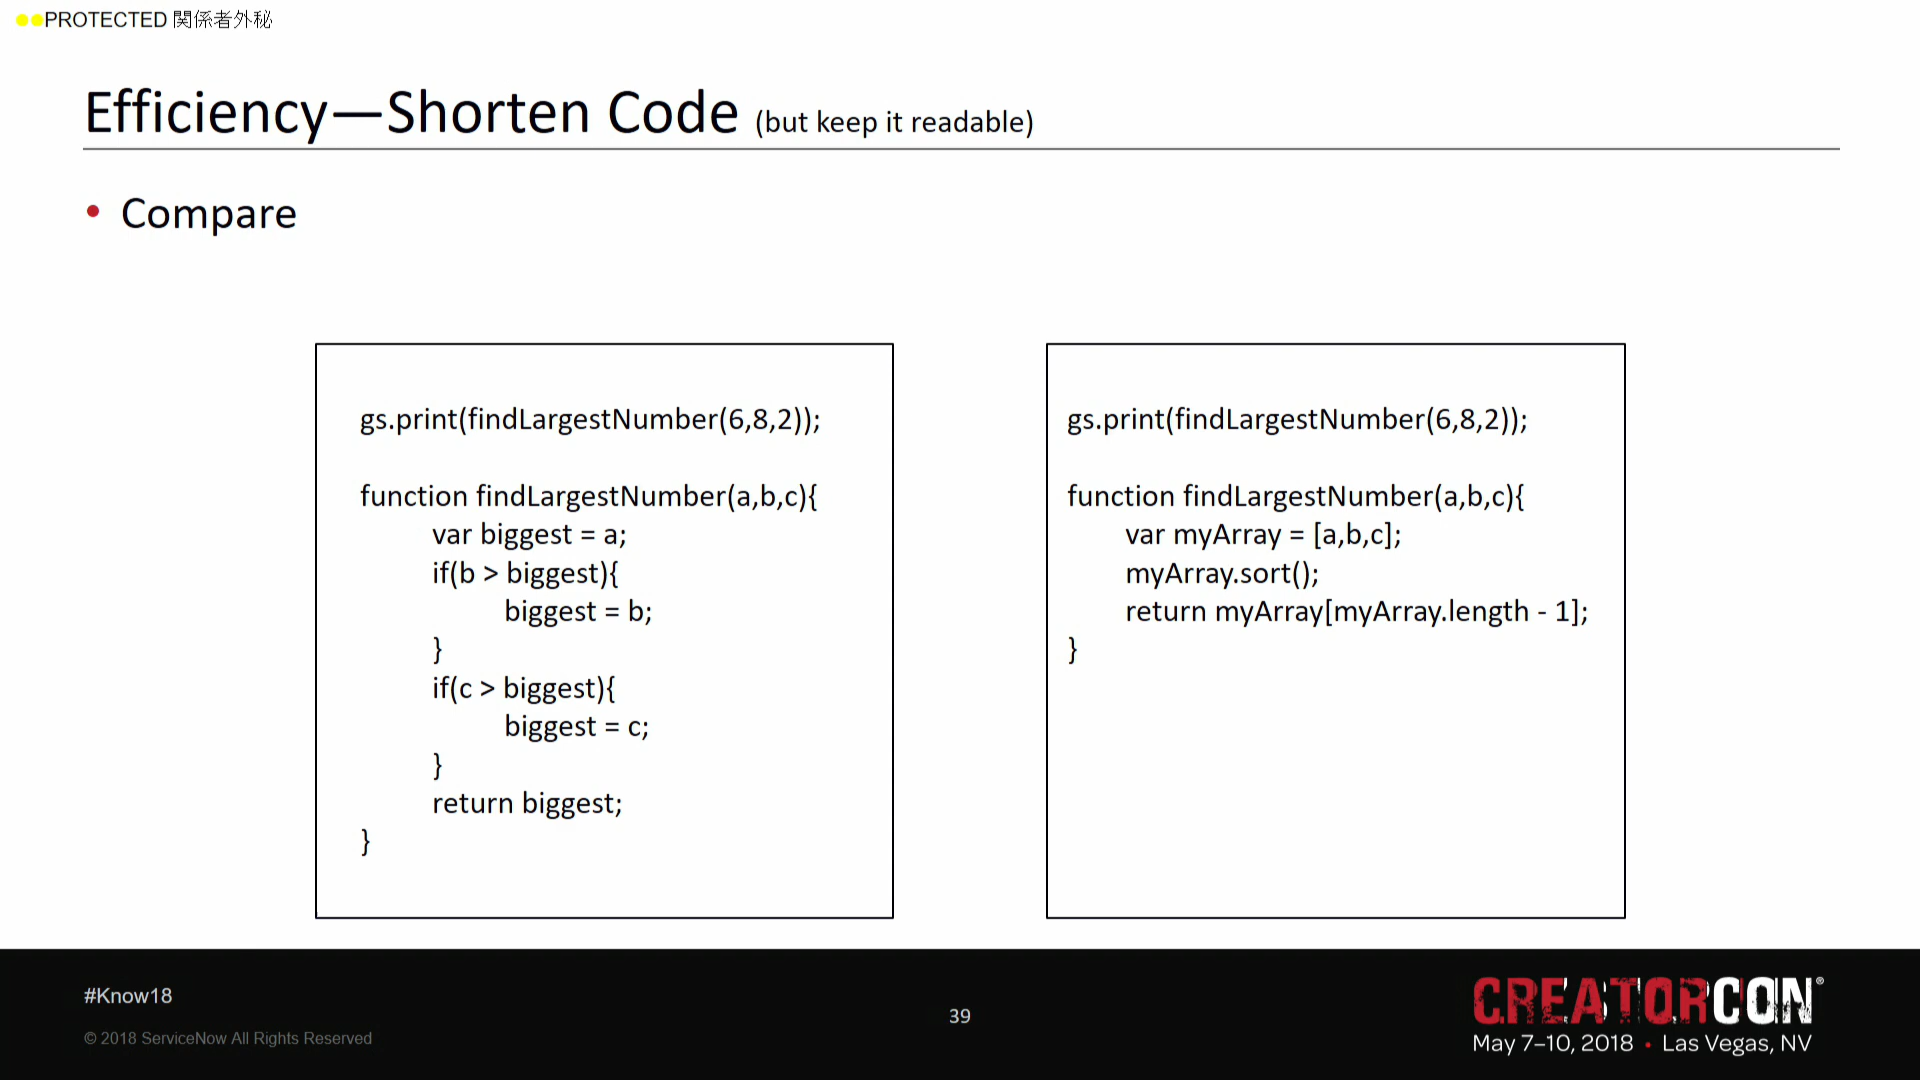 PROTECTED 関係者外秘
Efficiency—Shorten Code (but keep it readable)
• Compare
gs.print(findLargestNumber(6,8,2));
function findLargestNumber(a,b,c){
var biggest = a;
if(b > biggest){
biggest = b;
}
if(c > biggest){
biggest = c;
}
return biggest;
}
gs.print(findLargestNumber(6,8,2));
function findLargestNumber(a,b,c){
var myArray = [a,b,c];
myArray.sort();
return myArray[myArray.length - 1];
}
#Know18
© 2018 ServiceNow All Rights Reserved
39
CREATORCON®
May 7–10, 2018 • Las Vegas, NV